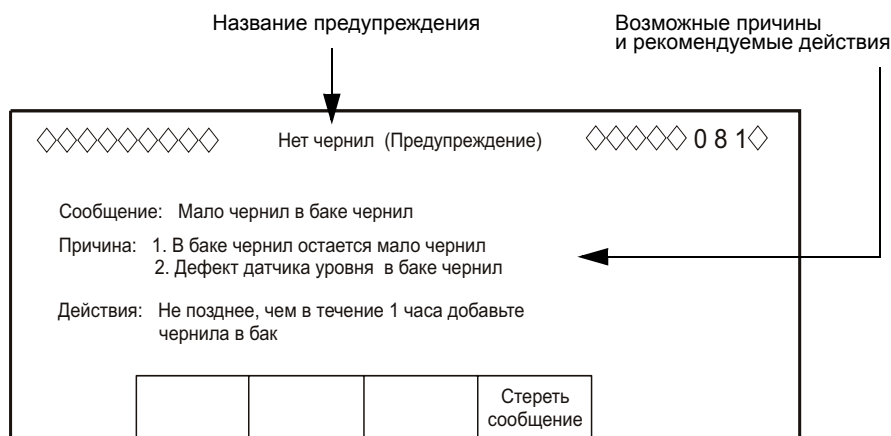 Название предупреждения
Возможные причины
и рекомендуемые действия
◇◇◇◇◇◇◇◇◇ Нет чернил (Предупреждение) ◇◇◇◇◇ 0 8 1◇
Сообщение: Мало чернил в баке чернил
Причина: 1. В баке чернил остается мало чернил
2. Дефект датчика уровня в баке чернил
Действия: Не позднее, чем в течение 1 часа добавьте
чернила в бак
Стереть
сообщение